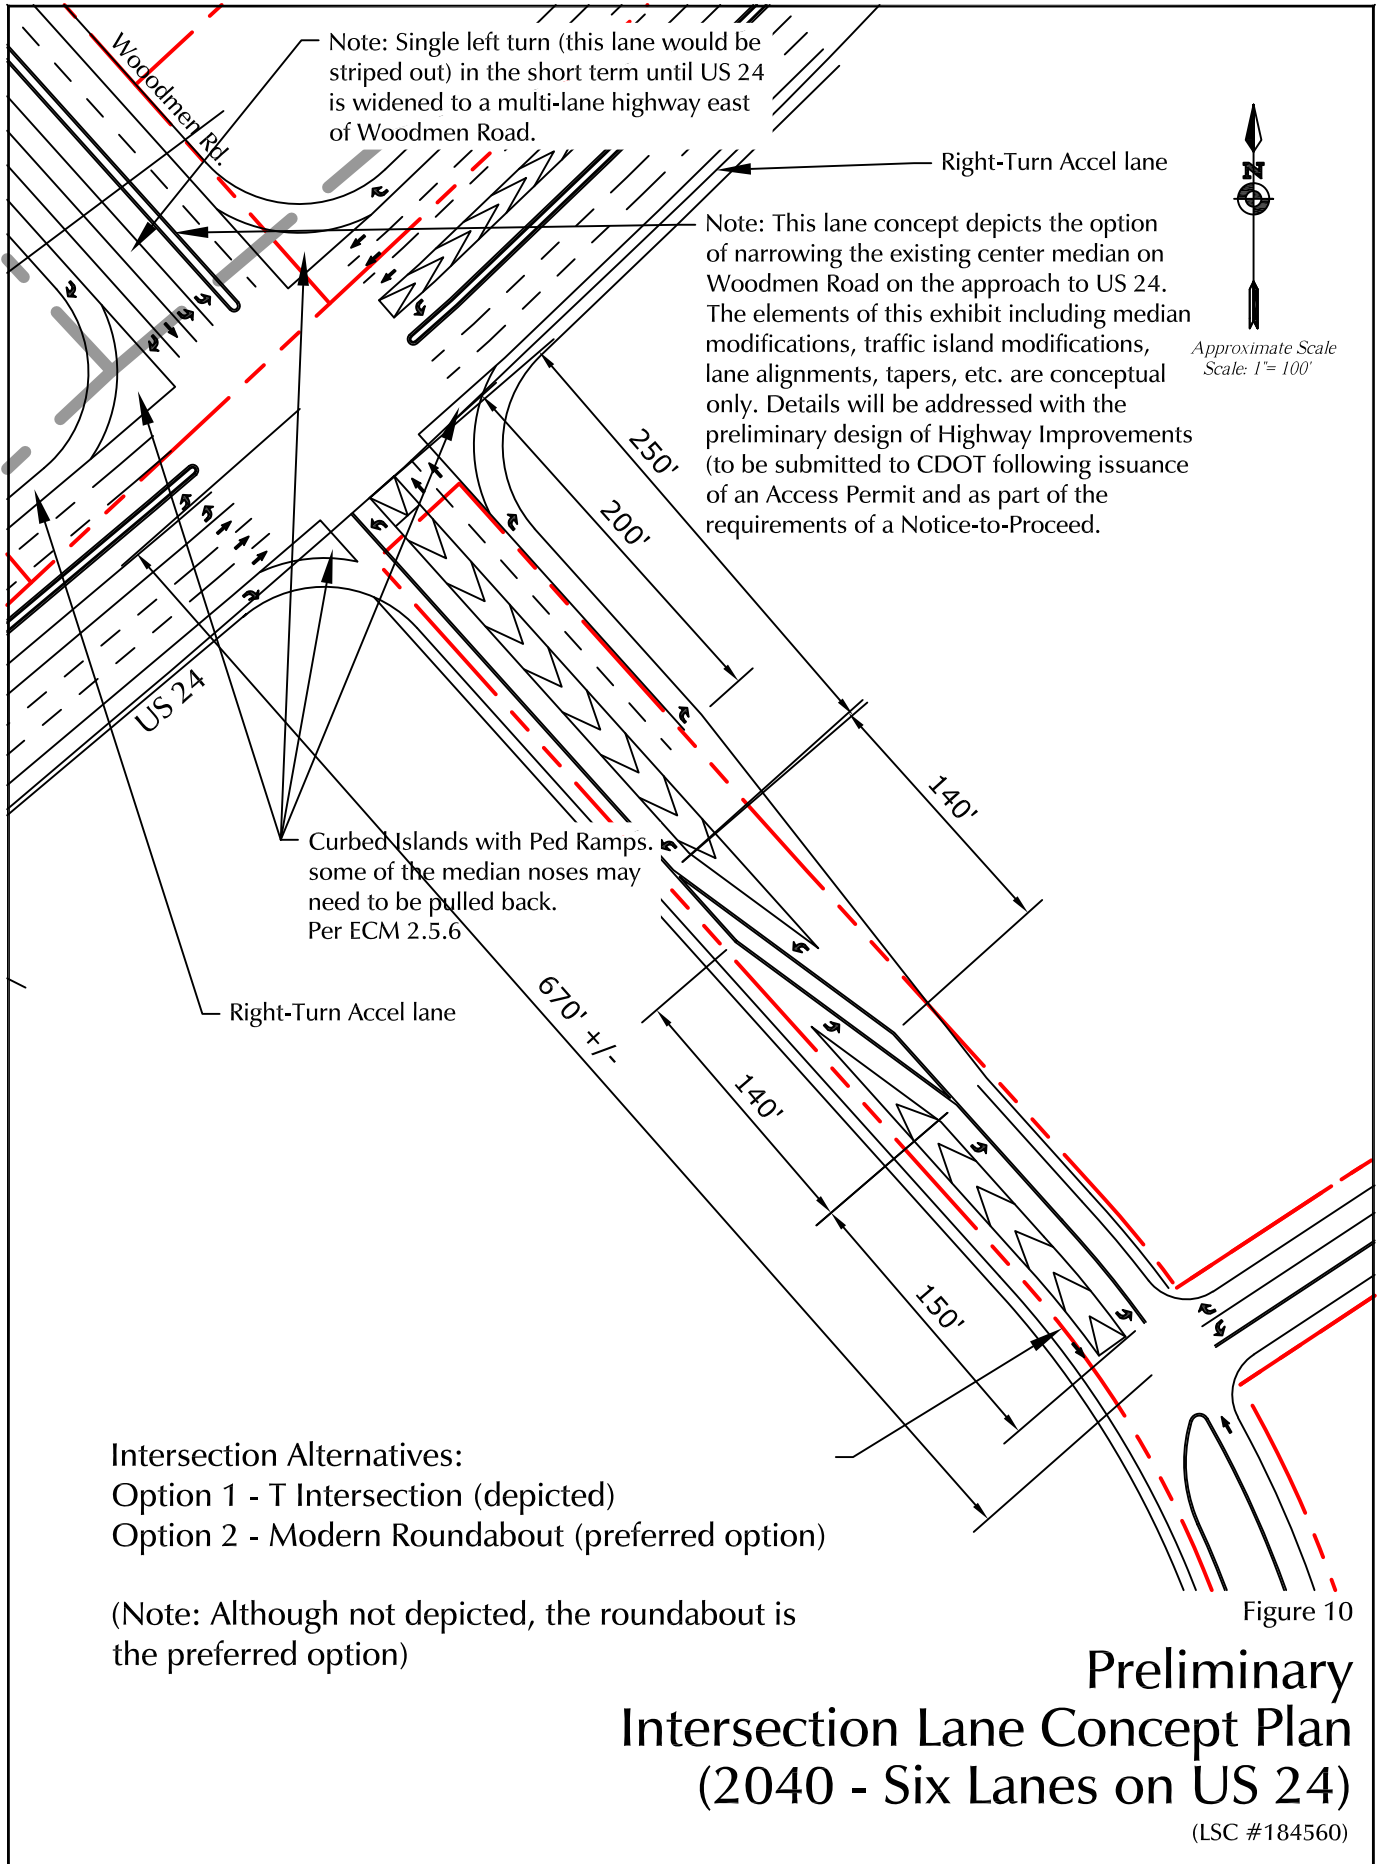 Wooodmen Rd.
Note: Single left turn (this lane would be
striped out) in the short term until US 24
is widened to a multi-lane highway east
of Woodmen Road.
Right-Turn Accel lane
N
Note: This lane concept depicts the option
of narrowing the existing center median on
Woodmen Road on the approach to US 24.
The elements of this exhibit including median
modifications, traffic island modifications,
lane alignments, tapers, etc. are conceptual
only. Details will be addressed with the
preliminary design of Highway Improvements
(to be submitted to CDOT following issuance
of an Access Permit and as part of the
requirements of a Notice-to-Proceed.
Approximate Scale
Scale: 1"= 100'
250'
200'
US 24
140'
Curbed Islands with Ped Ramps.
some of the median noses may
need to be pulled back.
Per ECM 2.5.6
Right-Turn Accel lane
670' +/-
140'
150'
Intersection Alternatives:
Option 1 - T Intersection (depicted)
Option 2 - Modern Roundabout (preferred option)
(Note: Although not depicted, the roundabout is
the preferred option)
Figure 10
Preliminary
Intersection Lane Concept Plan
(2040 - Six Lanes on US 24)
(LSC #184560)